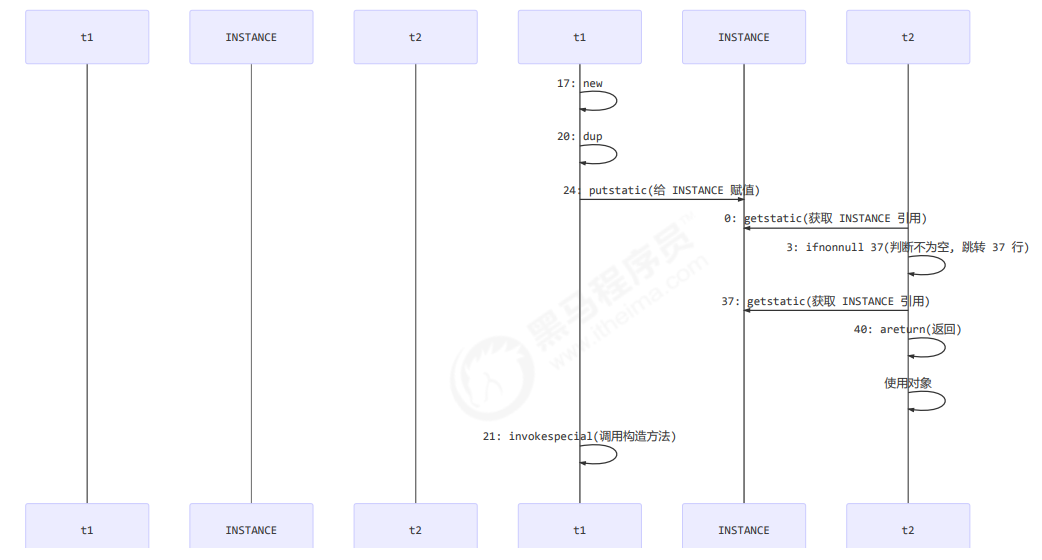 t1
INSTANCE
t2
t1
INSTANCE
t2
17: new
20: dup
24: putstatic(给 INSTANCE 赋值)
0: getstatic(获取 INSTANCE 引用)
3: ifnonnull 37(判断不为空, 跳转 37 行)
37: getstatic(获取 INSTANCE 引用)
40: areturn(返回)
使用对象
21: invokespecial(调用构造方法)
黑马程序员™
www.itheima.com
t1
INSTANCE
t2
t1
INSTANCE
t2